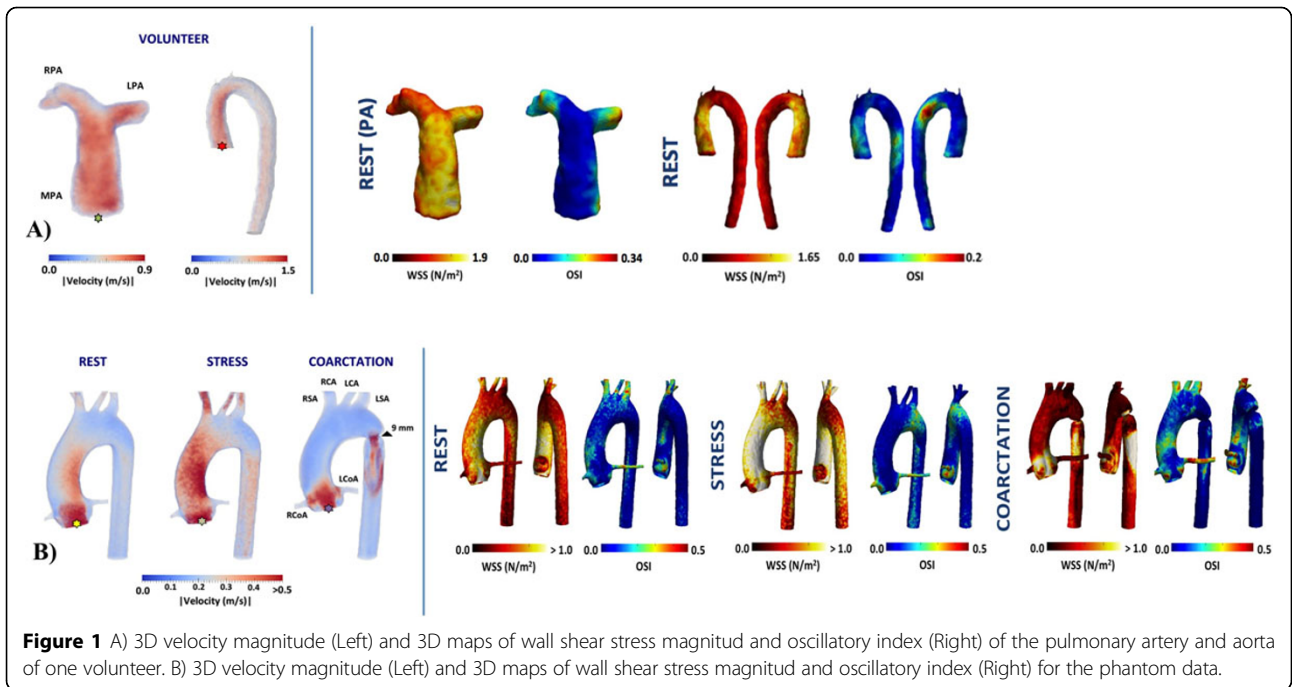 VOLUNTEER
RPA
LPA
MPA
A)
0.0 0.9
|Velocity (m/s)|
0.0 1.5
|Velocity (m/s)|
REST (PA)
0.0 1.9
WSS (N/m²)
0.0 0.34
OSI
REST
0.0 1.65
WSS (N/m²)
0.0 0.2
OSI
REST STRESS COARCTATION
RCA LCA
RSA LSA
9 mm
LCoA
RCoA
B)
0.0 0.1 0.2 0.3 0.4 >0.5
|Velocity (m/s)|
REST
0.0 > 1.0
WSS (N/m²)
0.0 0.5
OSI
STRESS
0.0 > 1.0
WSS (N/m²)
0.0 0.5
OSI
COARCTATION
0.0 > 1.0
WSS (N/m²)
0.0 0.5
OSI
Figure 1 A) 3D velocity magnitude (Left) and 3D maps of wall shear stress magnitud and oscillatory index (Right) of the pulmonary artery and aorta
of one volunteer. B) 3D velocity magnitude (Left) and 3D maps of wall shear stress magnitud and oscillatory index (Right) for the phantom data.